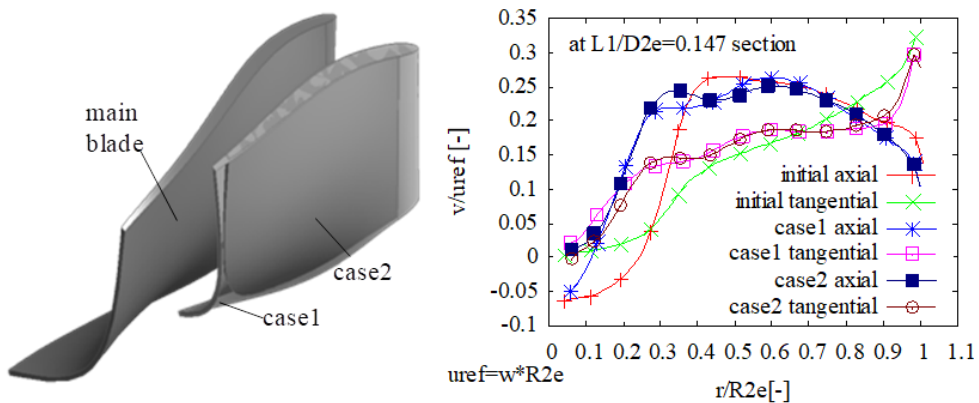 main
blade
case2
case1
at L1/D2e=0.147 section
v/uref [-]
0.35
0.3
0.25
0.2
0.15
0.1
0.05
0
-0.05
-0.1
initial axial
initial tangential
case1 axial
case1 tangential
case2 axial
case2 tangential
0 0.1 0.2 0.3 0.4 0.5 0.6 0.7 0.8 0.9 1 1.1
uref=w*R2e
r/R2e[-]